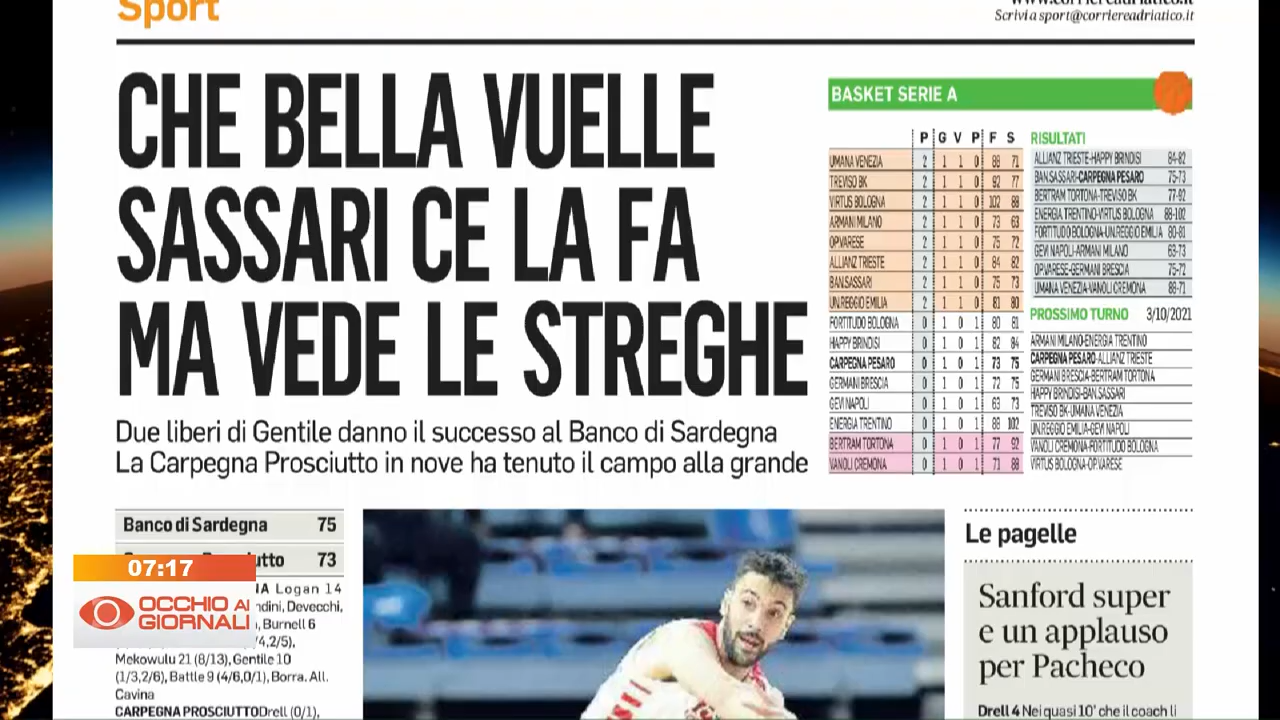 Sport
www.corriereadriatico.it
Scrivi a sport@corriereadriatico.it
CHE BELLA VUELLE
SASSARI CE LA FA
MA VEDE LE STREGHE
Due liberi di Gentile danno il successo al Banco di Sardegna
La Carpegna Prosciutto in nove ha tenuto il campo alla grande
BASKET SERIE A
P G V P F S
UMANA VENEZIA 2 1 1 0 88 71
TREVISO BK 2 1 1 0 92 77
VIRTUS BOLOGNA 2 1 1 0 102 88
ARMANI MILANO 2 1 1 0 73 63
OP.VARESE 2 1 1 0 75 72
ALLIANZ TRIESTE 2 1 1 0 84 82
BAN.SASSARI 2 1 1 0 75 73
UN.REGGIO EMILIA 2 1 1 0 81 80
FORTITUDO BOLOGNA 0 1 0 1 80 81
HAPPY BRINDISI 0 1 0 1 82 84
CARPEGNA PESARO 0 1 0 1 73 75
GERMANI BRESCIA 0 1 0 1 72 75
GEVI NAPOLI 0 1 0 1 63 73
ENERGIA TRENTINO 0 1 0 1 88 102
BERTRAM TORTONA 0 1 0 1 77 92
VANOLI CREMONA 0 1 0 1 71 88
RISULTATI
ALLIANZ TRIESTE-HAPPY BRINDISI 84-82
BAN.SASSARI-CARPEGNA PESARO 75-73
BERTRAM TORTONA-TREVISO BK 77-92
ENERGIA TRENTINO-VIRTUS BOLOGNA 88-102
FORTITUDO BOLOGNA-UN.REGGIO EMILIA 80-81
GEVI NAPOLI-ARMANI MILANO 63-73
OP.VARESE-GERMANI BRESCIA 75-72
UMANA VENEZIA-VANOLI CREMONA 88-71
PROSSIMO TURNO 3/10/2021
ARMANI MILANO-ENERGIA TRENTINO
CARPEGNA PESARO-ALLIANZ TRIESTE
GERMANI BRESCIA-BERTRAM TORTONA
HAPPY BRINDISI-BAN.SASSARI
TREVISO BK-UMANA VENEZIA
UN.REGGIO EMILIA-GEVI NAPOLI
VANOLI CREMONA-FORTITUDO BOLOGNA
VIRTUS BOLOGNA-OP.VARESE
Banco di Sardegna 75
utto 73
07:17
OCCHIO AI
GIORNALI
NA Logan 14
ndini, Devecchi,
, Burnell 6
/4,2/5),
Mekowulu 21 (8/13), Gentile 10
(1/3,2/6), Battle 9 (4/6,0/1), Borra. All.
Cavina
CARPEGNA PROSCIUTTO Drell (0/1),
Le pagelle
Sanford super
e un applauso
per Pacheco
Drell 4 Nei quasi 10' che il coach li